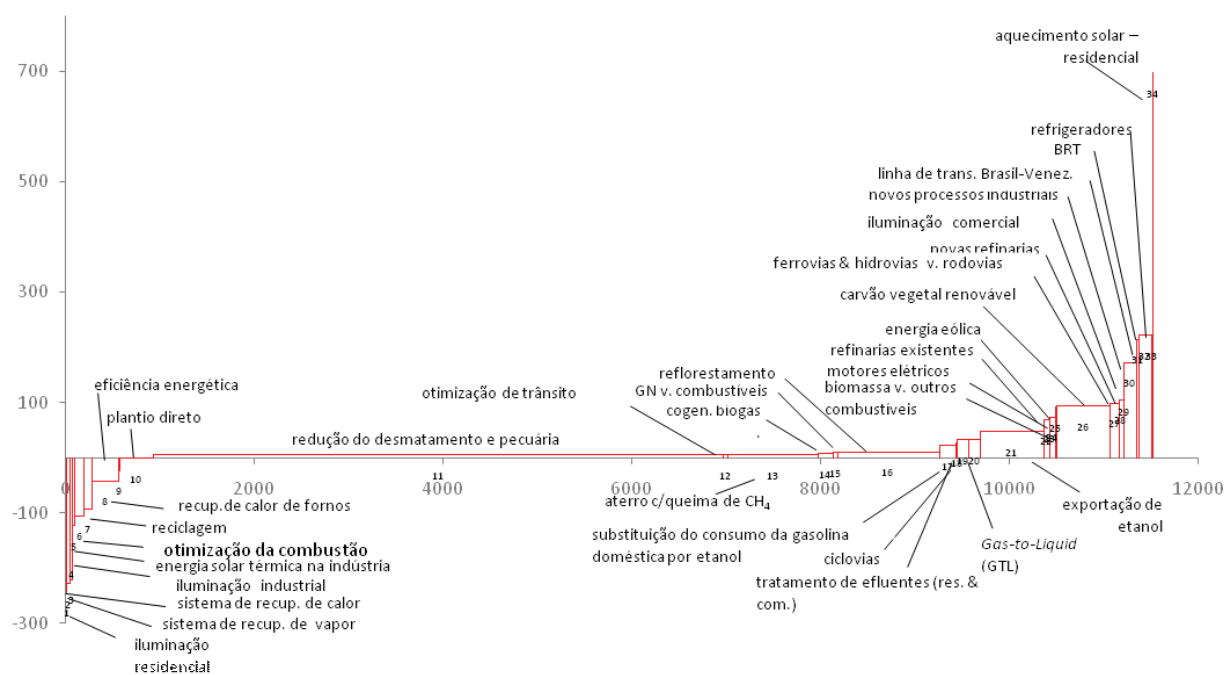 aquecimento solar –
residencial
700
34
refrigeradores
BRT
linha de trans. Brasil-Venez.
novos processos industriais
500
iluminação comercial
novas refinarias
ferrovias & hidrovias v. rodovias
300
carvão vegetal renovável
energia eólica
refinarias existentes
31
32
33
reflorestamento
motores elétricos
30
eficiência energética
otimização de trânsito
GN v. combustíveis
biomassa v. outros
100
plantio direto
cogen. biogas
combustíveis
29
28
27
26
25
redução do desmatamento e pecuária
21
0
2000
4000
6000
8000
10000
12000
8
9
10
11
12
13
14
15
16
17
18
19
20
recup.de calor de fornos
aterro c/queima de CH4
exportação de
etanol
-100
reciclagem
7
6
substituição do consumo da gasolina
doméstica por etanol
ciclovias
Gas-to-Liquid
(GTL)
otimização da combustão
5
energia solar térmica na indústria
4
iluminação industrial
tratamento de efluentes (res. &
com.)
sistema de recup. de calor
3
2
1
-300
sistema de recup. de vapor
iluminação
residencial